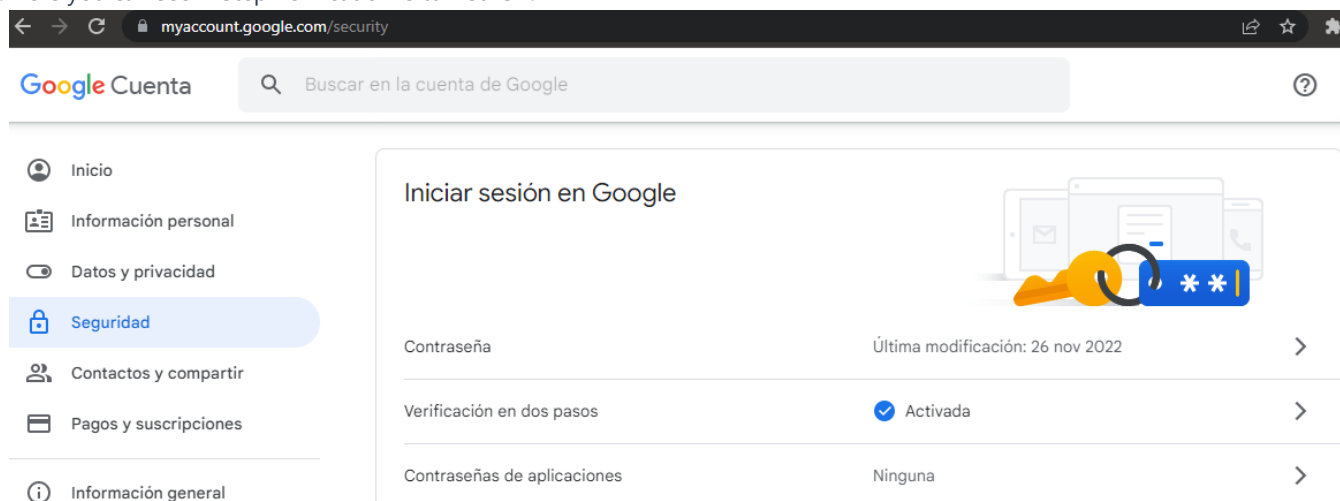 myaccount.google.com/security
Google Cuenta
Buscar en la cuenta de Google
Inicio
Información personal
Datos y privacidad
Seguridad
Contactos y compartir
Pagos y suscripciones
Información general
Iniciar sesión en Google
**
Contraseña
Última modificación: 26 nov 2022
Verificación en dos pasos
Activada
Contraseñas de aplicaciones
Ninguna